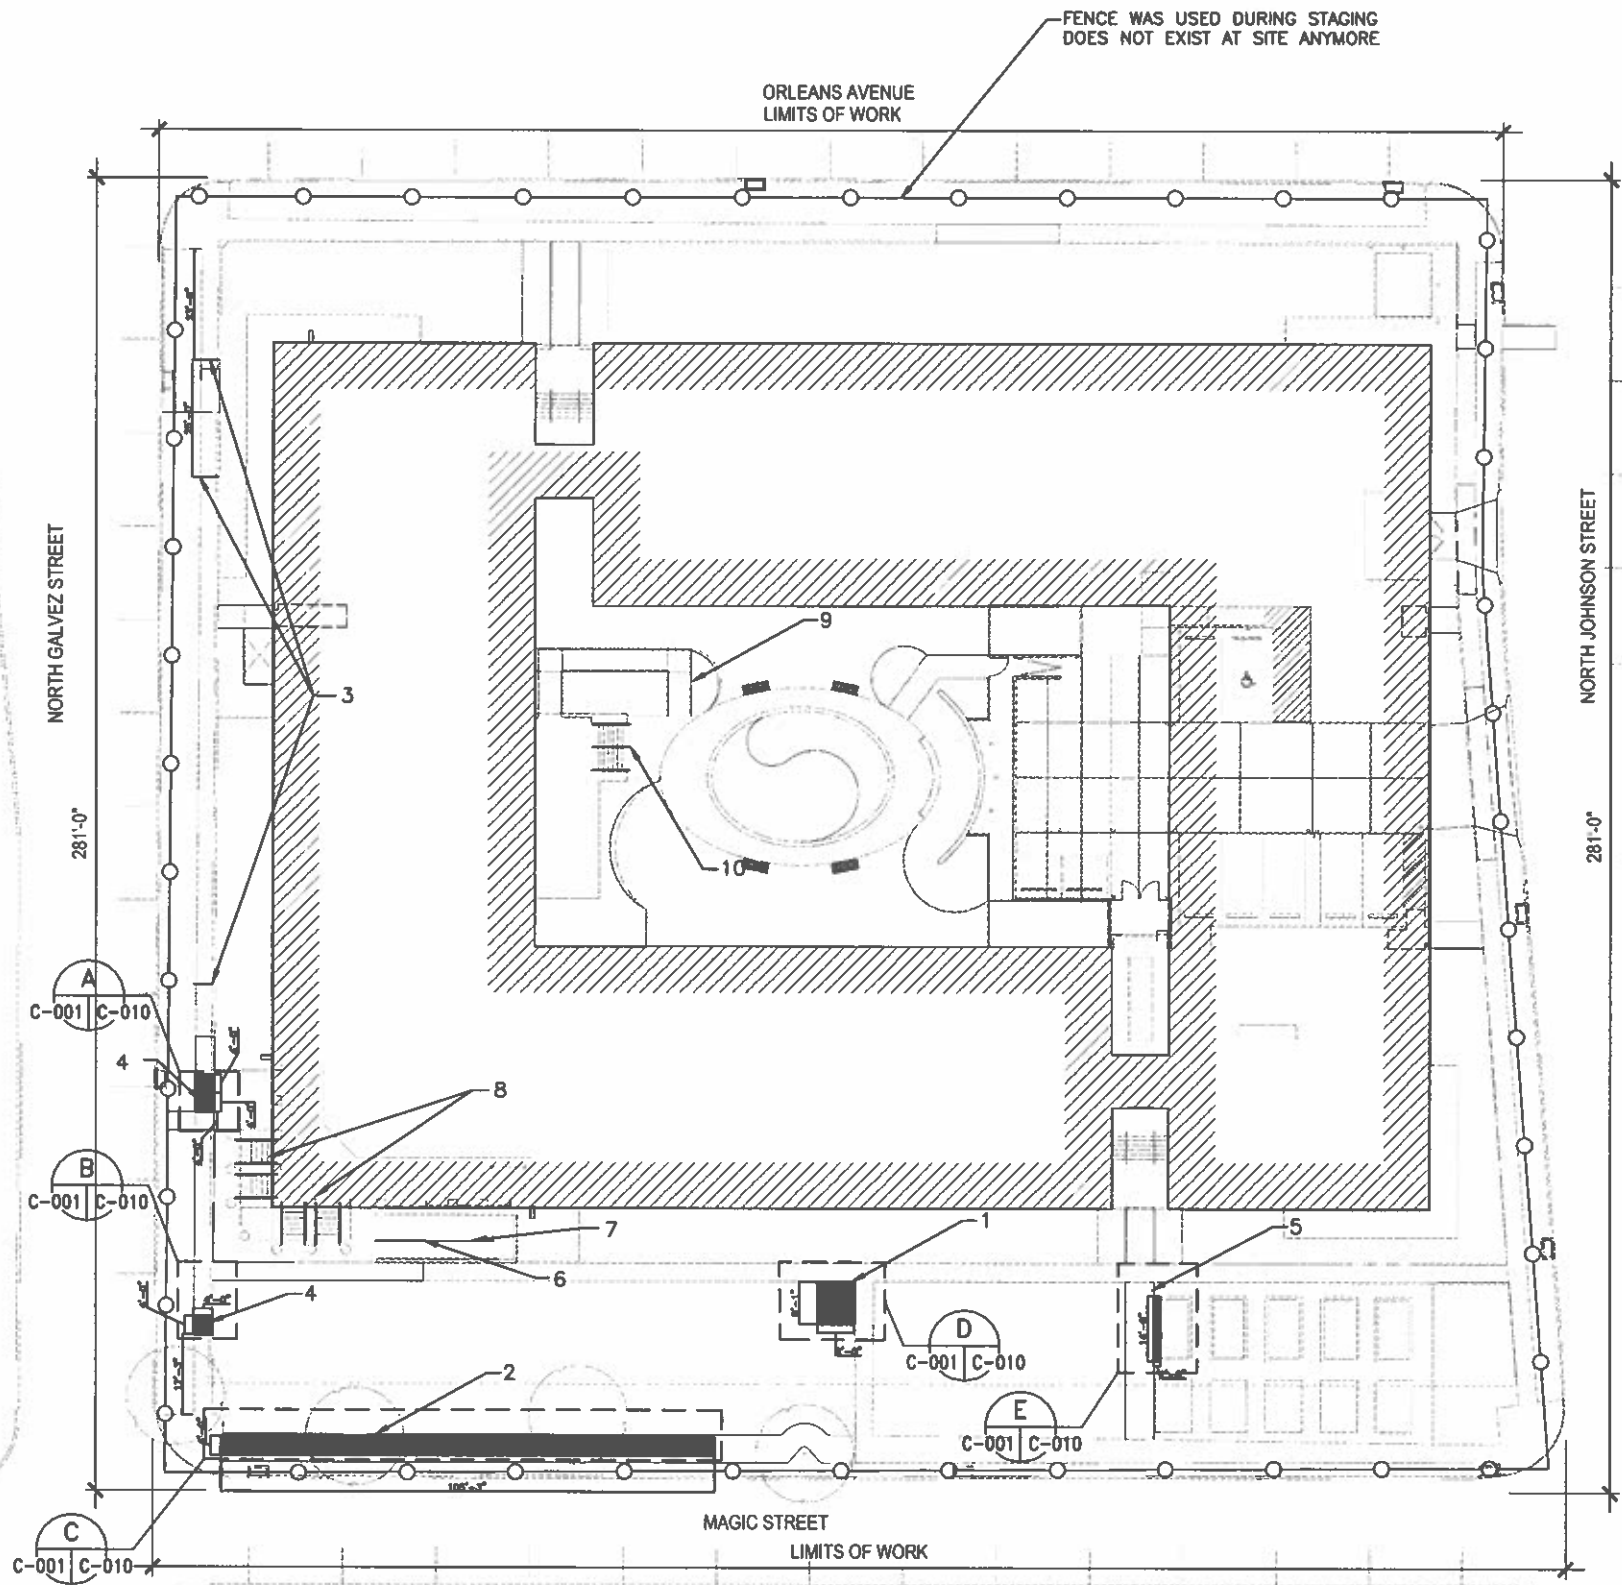 FENCE WAS USED DURING STAGING
DOES NOT EXIST AT SITE ANYMORE
ORLEANS AVENUE
LIMITS OF WORK
NORTH GALVEZ STREET
281'-0"
NORTH JOHNSON STREET
281'-0"
9
3
10
A
C-001 C-010
4
8
B
C-001 C-010
1
7
5
6
4
D
C-001 C-010
2
E
C-001 C-010
MAGIC STREET
LIMITS OF WORK
C
C-001 C-010